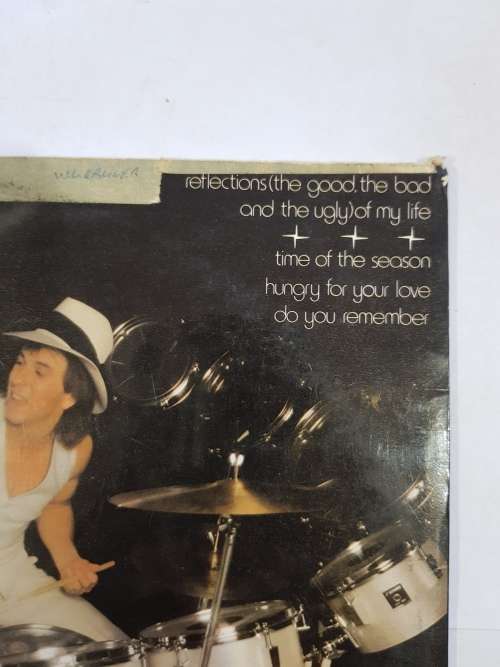 reflections(the good, the bad
and the ugly)of my life
time of the season
hungry for your love
do you remember